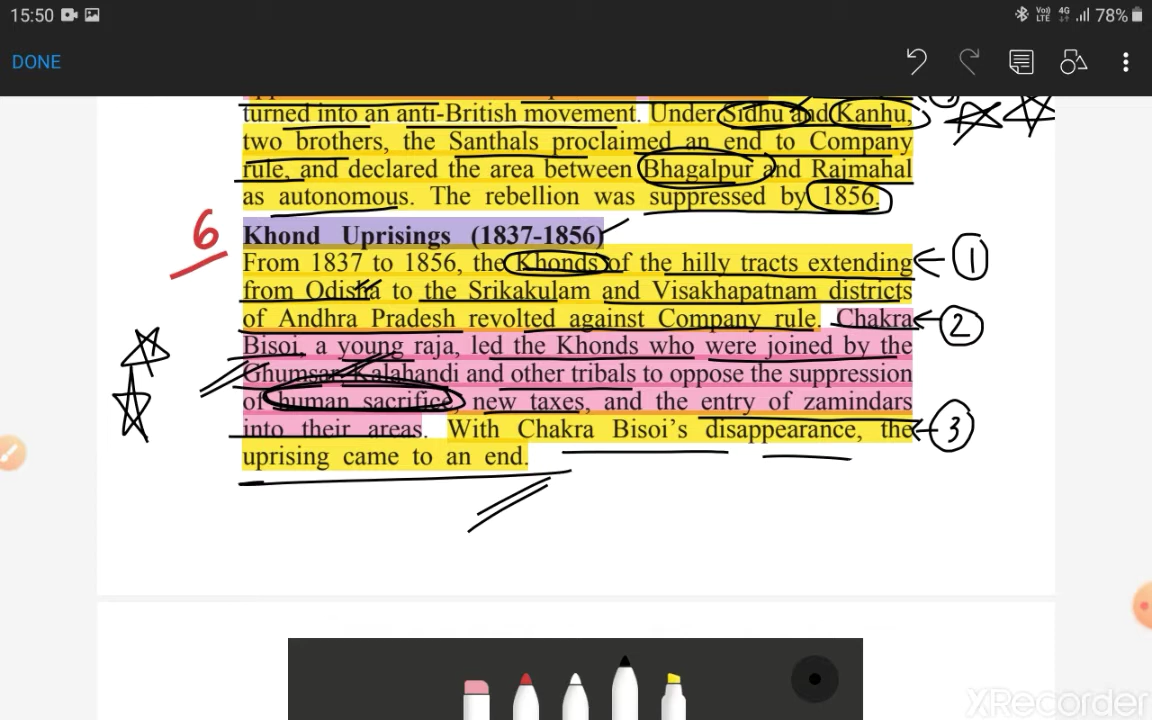 15:50
VoD LTE 4G 78%
DONE
turned into an anti-British movement. Under Sidhu and Kanhu,
two brothers, the Santhals proclaimed an end to Company
rule, and declared the area between Bhagalpur and Rajmahal
as autonomous. The rebellion was suppressed by 1856.
6
Khond Uprisings (1837-1856)
From 1837 to 1856, the Khonds of the hilly tracts extending
1
from Odisha to the Srikakulam and Visakhapatnam districts
of Andhra Pradesh revolted against Company rule. Chakra
2
Bisoi, a young raja, led the Khonds who were joined by the
Ghumsar Kalahandi and other tribals to oppose the suppression
of human sacrifice, new taxes, and the entry of zamindars
into their areas. With Chakra Bisoi's disappearance, the
3
uprising came to an end.
XRecorder